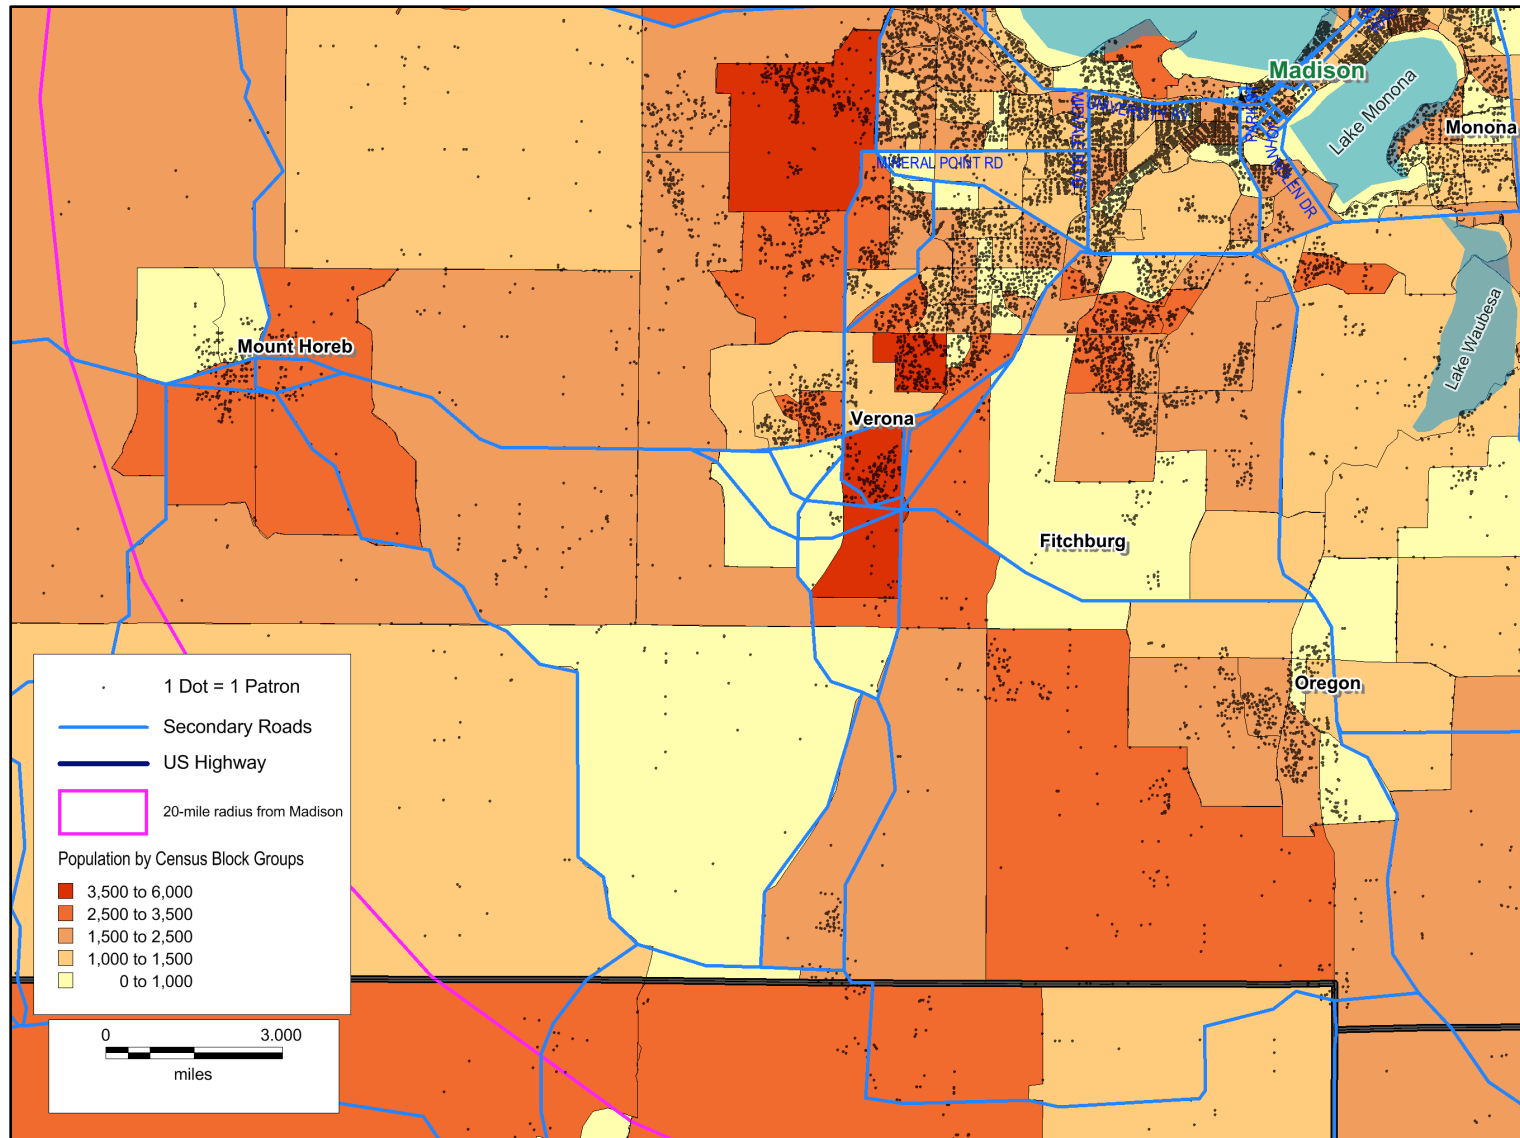 Madison
Lake Monona
Monona
MINERAL POINT RD
Lake Waubesa
Mount Horeb
Verona
Fitchburg
Oregon
1 Dot = 1 Patron
Secondary Roads
US Highway
20-mile radius from Madison
Population by Census Block Groups
3,500 to 6,000
2,500 to 3,500
1,500 to 2,500
1,000 to 1,500
0 to 1,000
0 3.000
miles